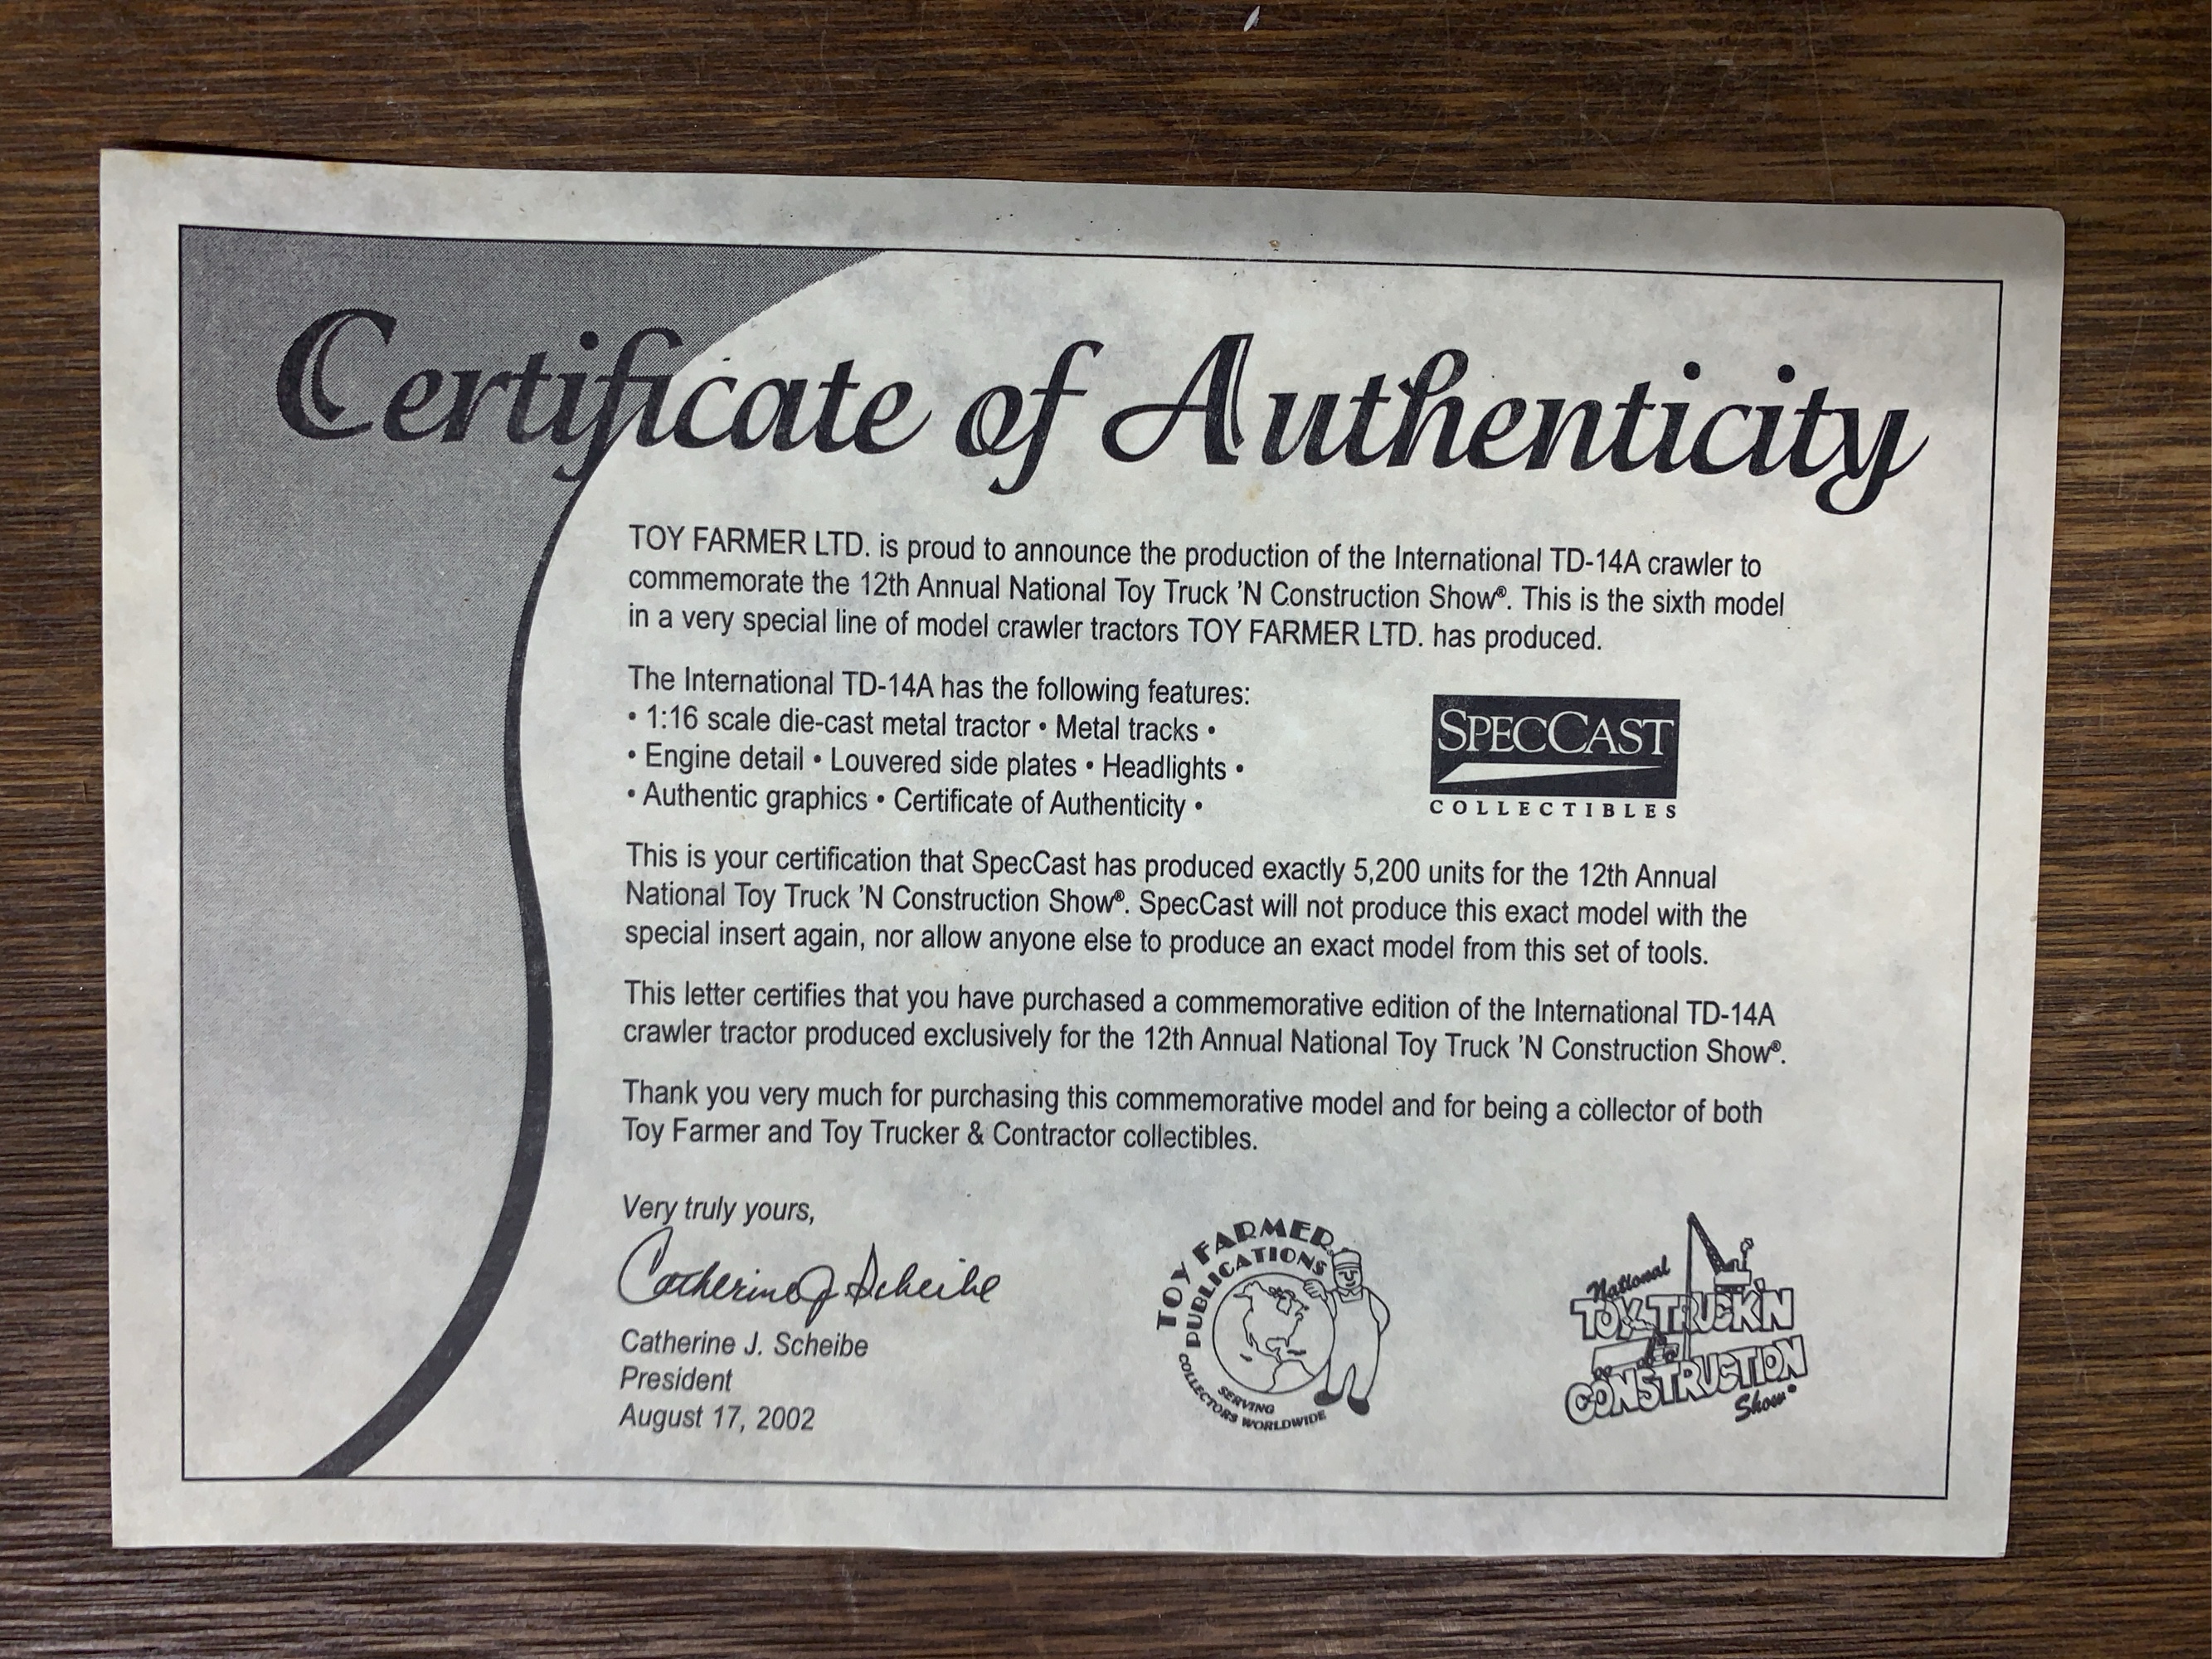 Certificate of Authenticity
TOY FARMER LTD. is proud to announce the production of the International TD-14A crawler to
commemorate the 12th Annual National Toy Truck 'N Construction Show®. This is the sixth model
in a very special line of model crawler tractors TOY FARMER LTD. has produced.
The International TD-14A has the following features:
• 1:16 scale die-cast metal tractor • Metal tracks •
• Engine detail • Louvered side plates • Headlights •
• Authentic graphics • Certificate of Authenticity •
SPECCAST
COLLECTIBLES
This is your certification that SpecCast has produced exactly 5,200 units for the 12th Annual
National Toy Truck 'N Construction Show®. SpecCast will not produce this exact model with the
special insert again, nor allow anyone else to produce an exact model from this set of tools.
This letter certifies that you have purchased a commemorative edition of the International TD-14A
crawler tractor produced exclusively for the 12th Annual National Toy Truck 'N Construction Show®.
Thank you very much for purchasing this commemorative model and for being a collector of both
Toy Farmer and Toy Trucker & Contractor collectibles.
Very truly yours,
Catherine J Scheibe
Catherine J. Scheibe
President
August 17, 2002
TOY FARMER
PUBLICATIONS
SERVING
COLLECTORS WORLDWIDE
National
TOY TRUCK'N
CONSTRUCTION
Show®